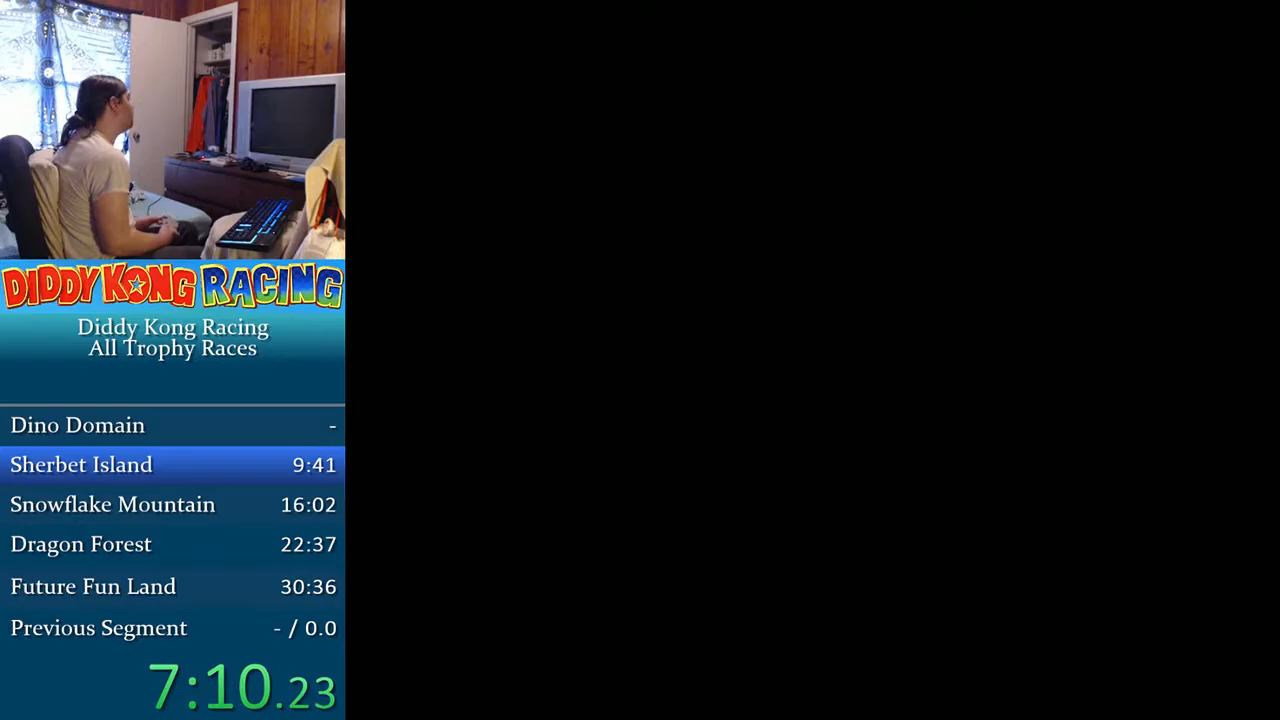 DIDDY KONG RACING
Diddy Kong Racing
All Trophy Races
Dino Domain -
Sherbet Island 9:41
Snowflake Mountain 16:02
Dragon Forest 22:37
Future Fun Land 30:36
Previous Segment - / 0.0
7:10.23